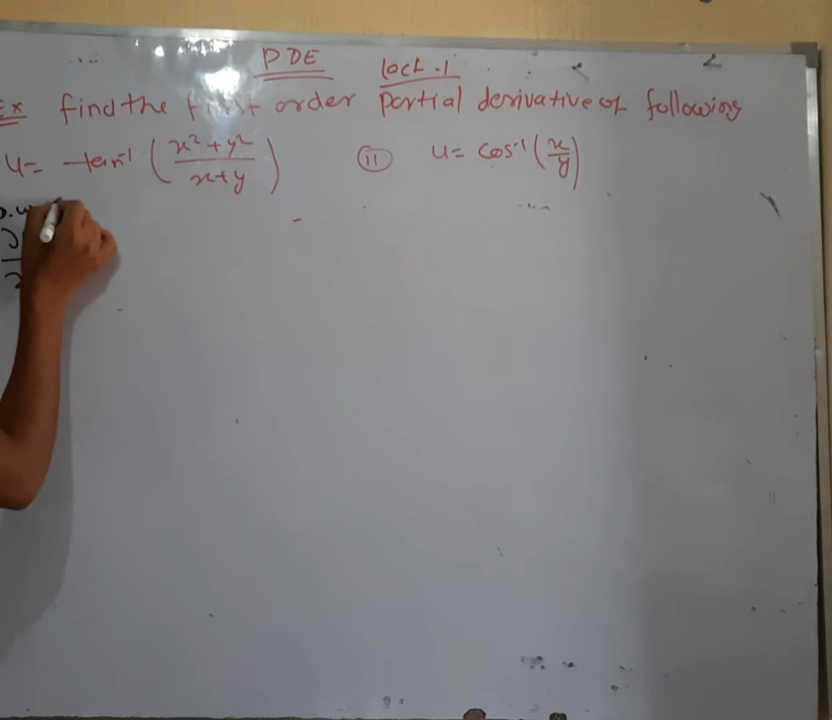 PDE lect-1
Ex find the first order partial derivative of following
u= tan⁻¹ ( x²+y² / x+y ) (ii) u= cos⁻¹ ( x/y )